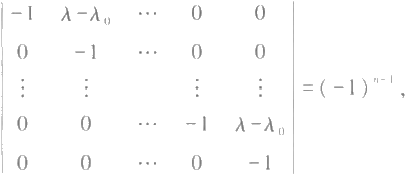 -1 λ-λ₀ ⋯ 0 0
0 -1 ⋯ 0 0
⋮ ⋮ ⋮ ⋮
0 0 ⋯ -1 λ-λ₀
0 0 ⋯ 0 -1
=(-1)ⁿ⁻¹,